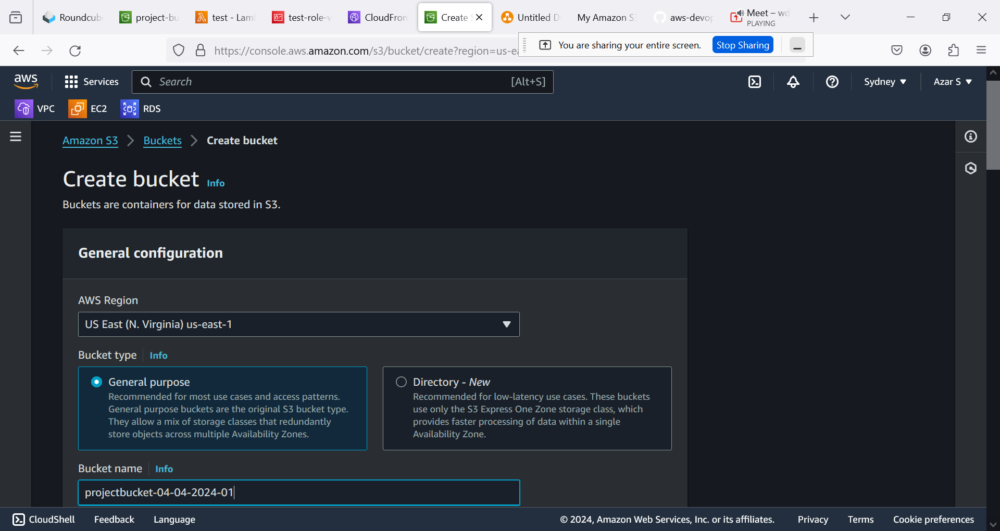 Roundcub
project-bu
test - Lam
test-role-v
CloudFron
Create S
Untitled D
My Amazon S3
aws-devop
Meet – wd
PLAYING
https://console.aws.amazon.com/s3/bucket/create?region=us-ea
You are sharing your entire screen.
Stop Sharing
aws
Services
Search
[Alt+S]
Sydney
Azar S
VPC
EC2
RDS
Amazon S3
Buckets
Create bucket
Create bucket
Info
Buckets are containers for data stored in S3.
General configuration
AWS Region
US East (N. Virginia) us-east-1
Bucket type
Info
General purpose
Recommended for most use cases and access patterns.
General purpose buckets are the original S3 bucket type.
They allow a mix of storage classes that redundantly
store objects across multiple Availability Zones.
Directory - New
Recommended for low-latency use cases. These buckets
use only the S3 Express One Zone storage class, which
provides faster processing of data within a single
Availability Zone.
Bucket name
Info
projectbucket-04-04-2024-01
CloudShell
Feedback
Language
© 2024, Amazon Web Services, Inc. or its affiliates.
Privacy
Terms
Cookie preferences